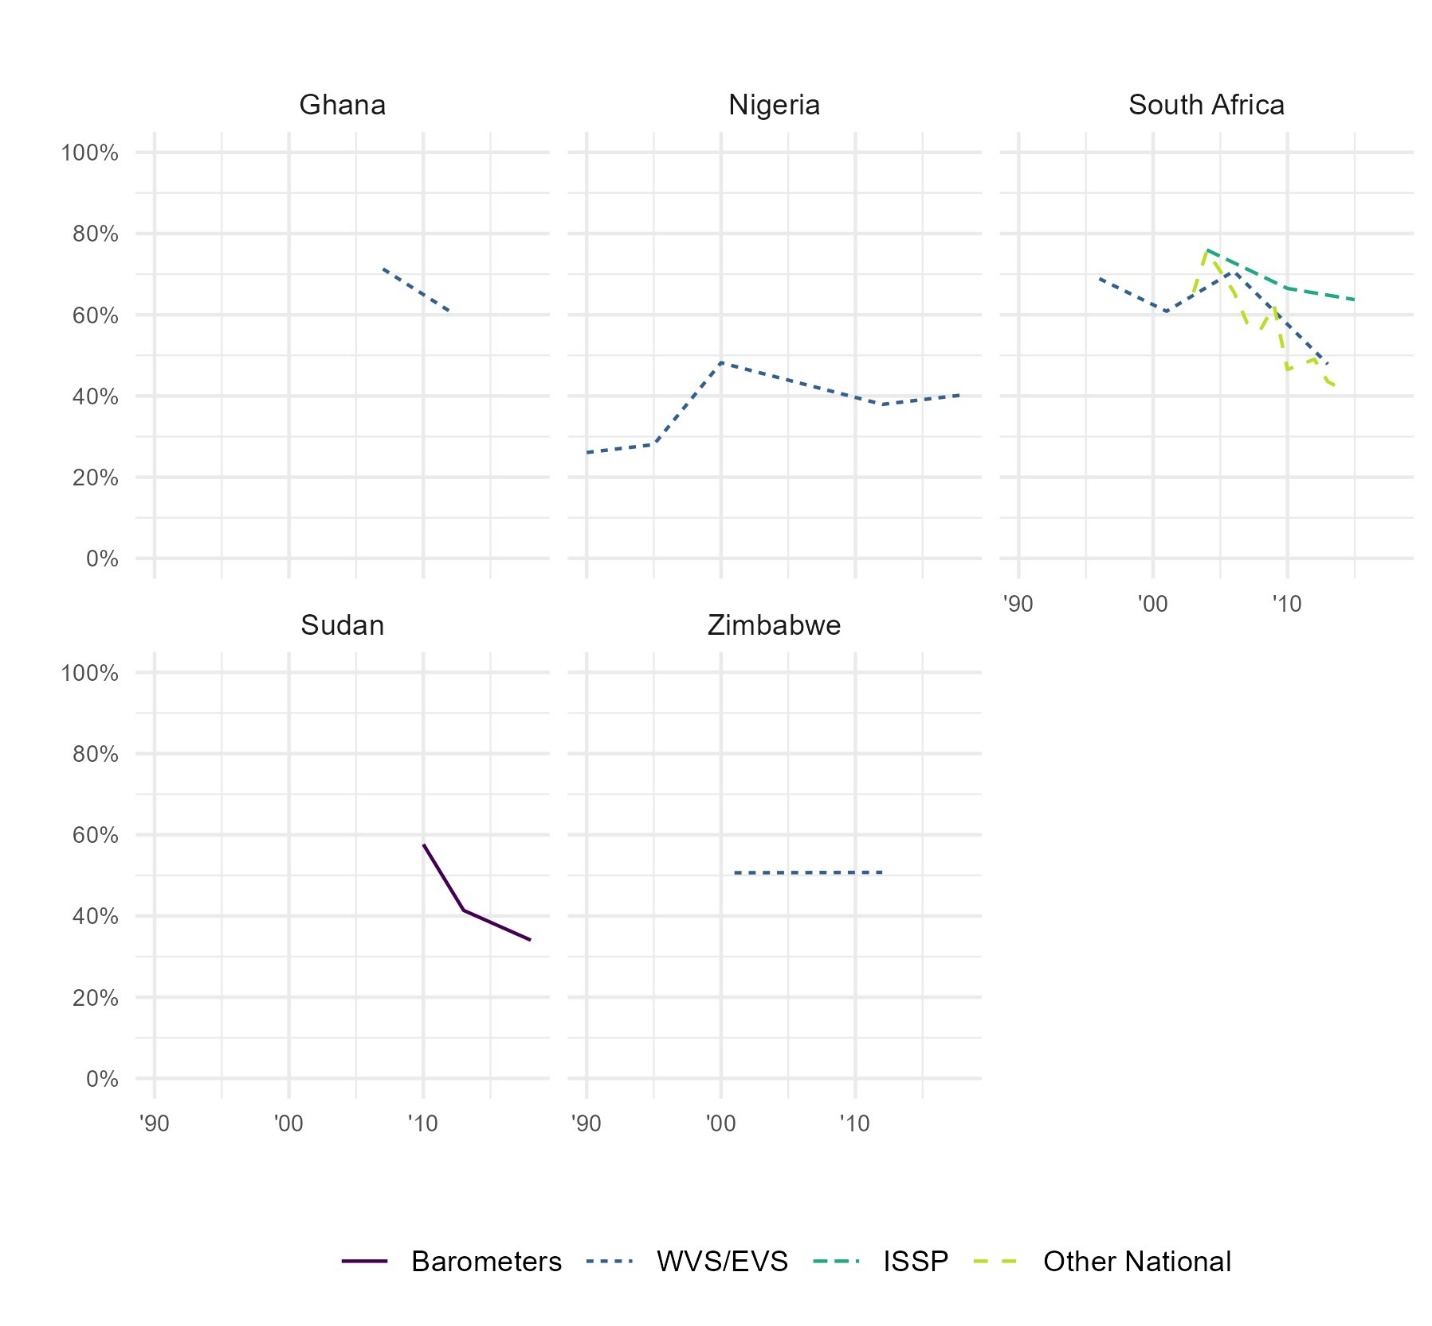 Ghana Nigeria South Africa
100%
80%
60%
40%
20%
0%
'90 '00 '10
Sudan Zimbabwe
100%
80%
60%
40%
20%
0%
'90 '00 '10 '90 '00 '10
Barometers WVS/EVS ISSP Other National